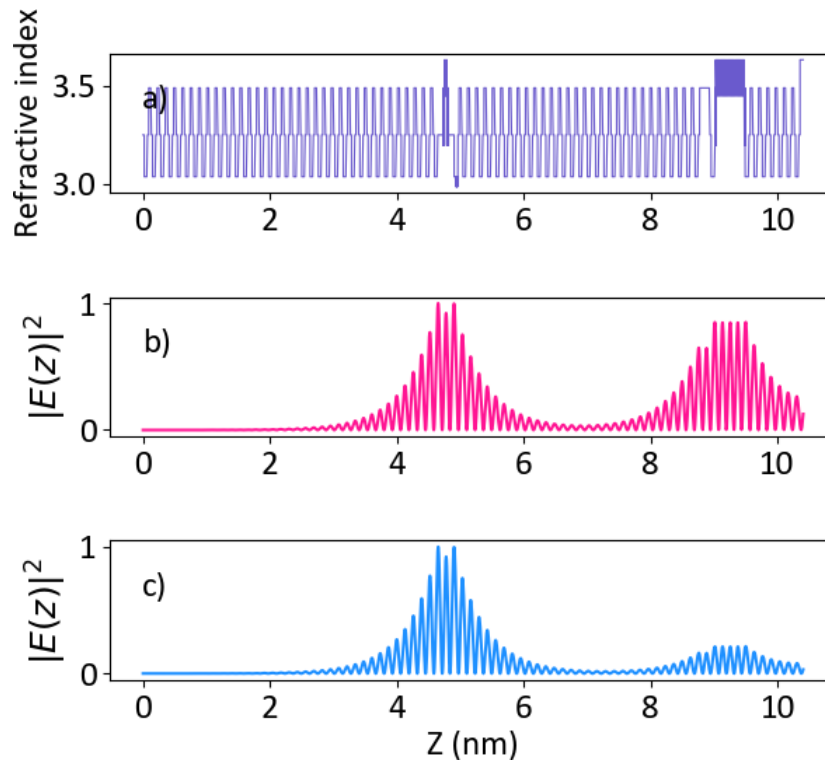 Refractive index
3.5
3.0
a)
0 2 4 6 8 10
|E(z)|²
1
0
b)
0 2 4 6 8 10
|E(z)|²
1
0
c)
0 2 4 6 8 10
Z (nm)